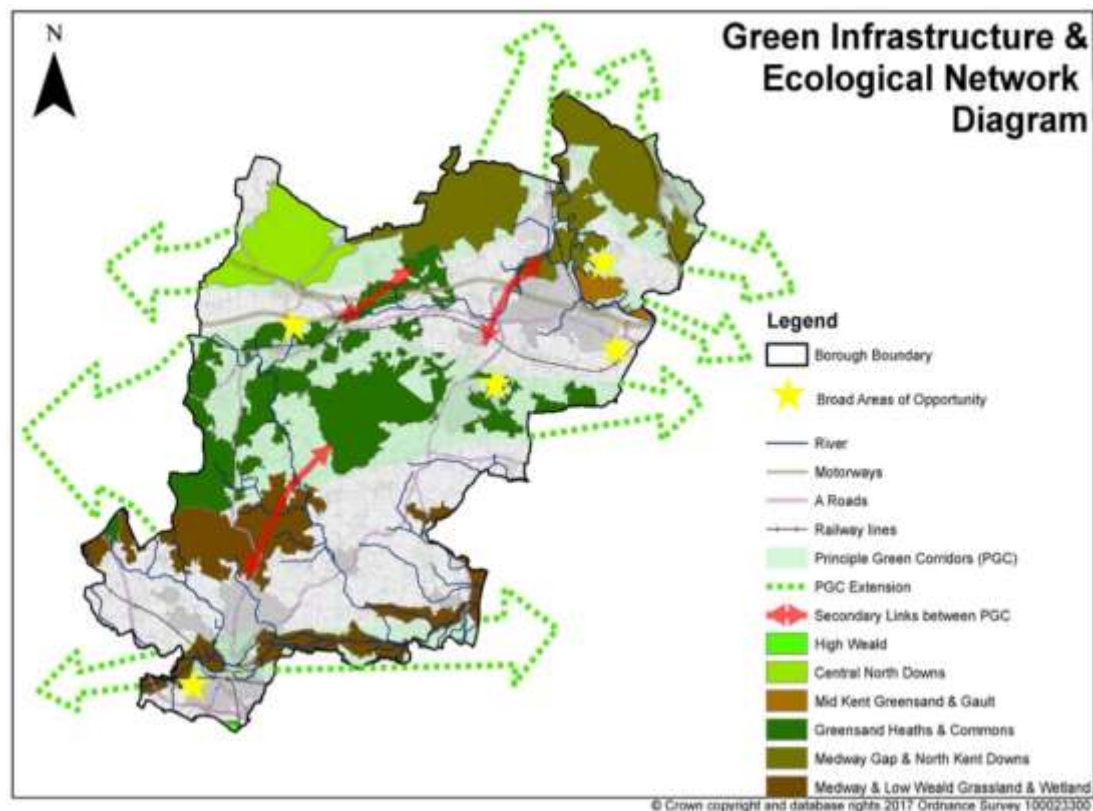 N
Green Infrastructure &
Ecological Network
Diagram
Legend
Borough Boundary
Broad Areas of Opportunity
River
Motorways
A Roads
Railway lines
Principle Green Corridors (PGC)
PGC Extension
Secondary Links between PGC
High Weald
Central North Downs
Mid Kent Greensand & Gault
Greensand Heaths & Commons
Medway Gap & North Kent Downs
Medway & Low Weald Grassland & Wetland
© Crown copyright and database rights 2017 Ordnance Survey 100023300